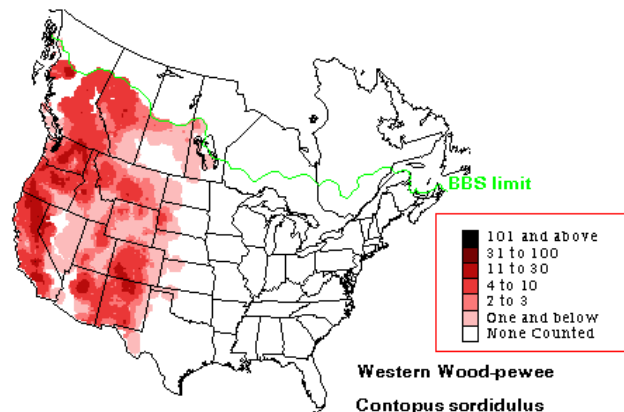 BBS limit
101 and above
31 to 100
11 to 30
4 to 10
2 to 3
One and below
None Counted
Western Wood-pewee
Contopus sordidulus